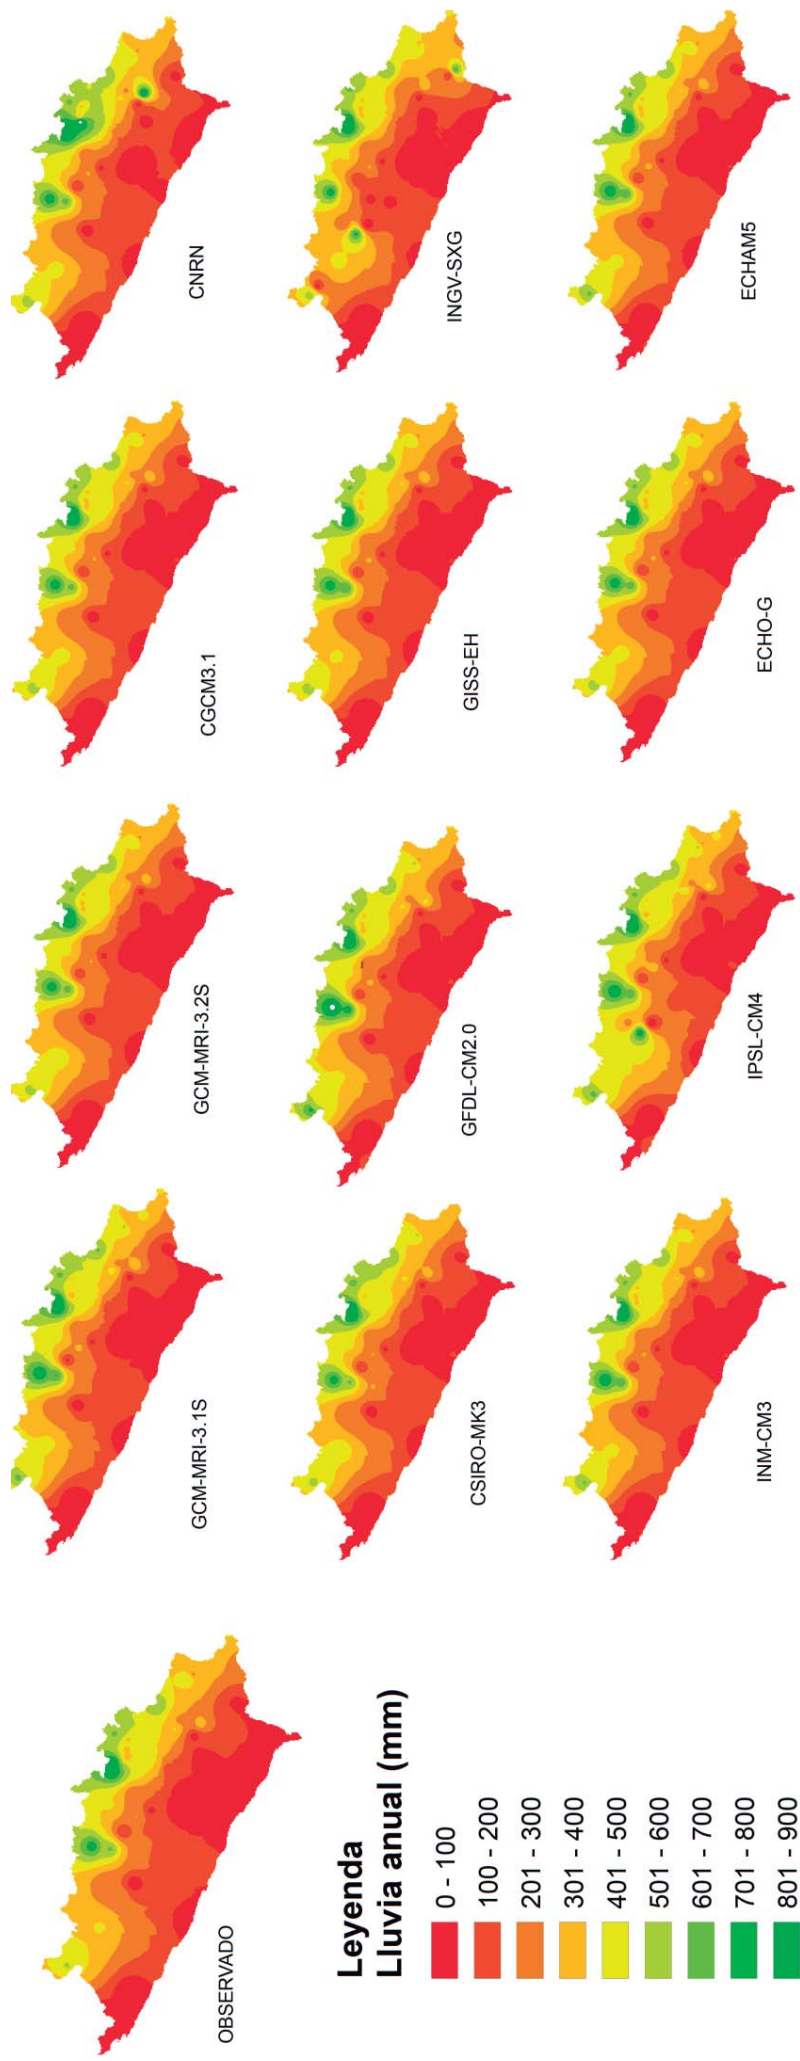 OBSERVADO
GCM-MRI-3.1S
GCM-MRI-3.2S
CGCM3.1
CNRN
Leyenda
Lluvia anual (mm)
0 - 100
100 - 200
201 - 300
301 - 400
401 - 500
501 - 600
601 - 700
701 - 800
801 - 900
CSIRO-MK3
GFDL-CM2.0
GISS-EH
INGV-SXG
INM-CM3
IPSL-CM4
ECHO-G
ECHAM5